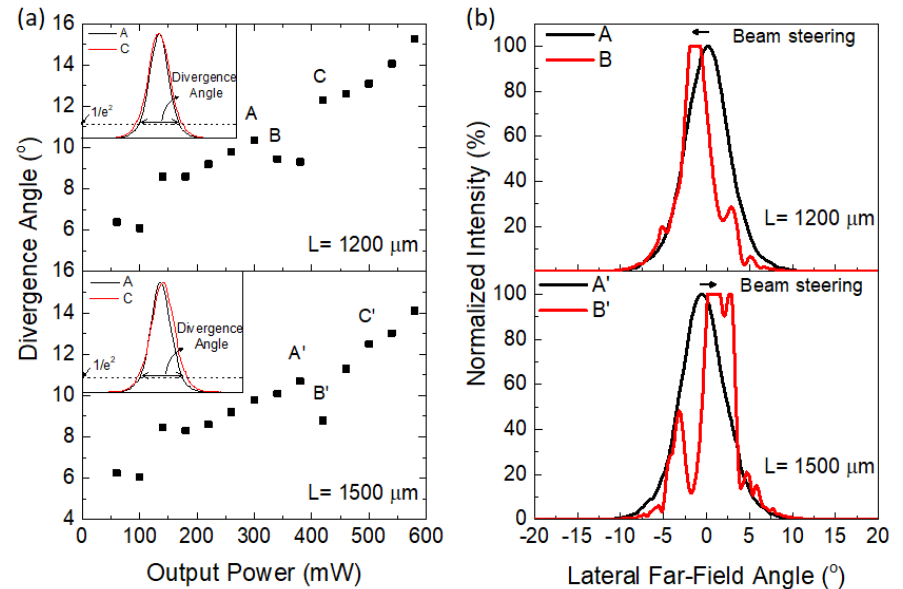 (a)
Divergence Angle (°)
16
14
12
10
8
6
A
C
Divergence
Angle
1/e²
A
B
C
L= 1200 μm
16
14
12
10
8
6
4
A
C
Divergence
Angle
1/e²
A'
B'
C'
L= 1500 μm
0 100 200 300 400 500 600
Output Power (mW)
(b)
Normalized Intensity (%)
A
B
Beam steering
100
80
60
40
20
L= 1200 μm
A'
B'
Beam steering
100
80
60
40
20
0
L= 1500 μm
-20 -15 -10 -5 0 5 10 15 20
Lateral Far-Field Angle (°)